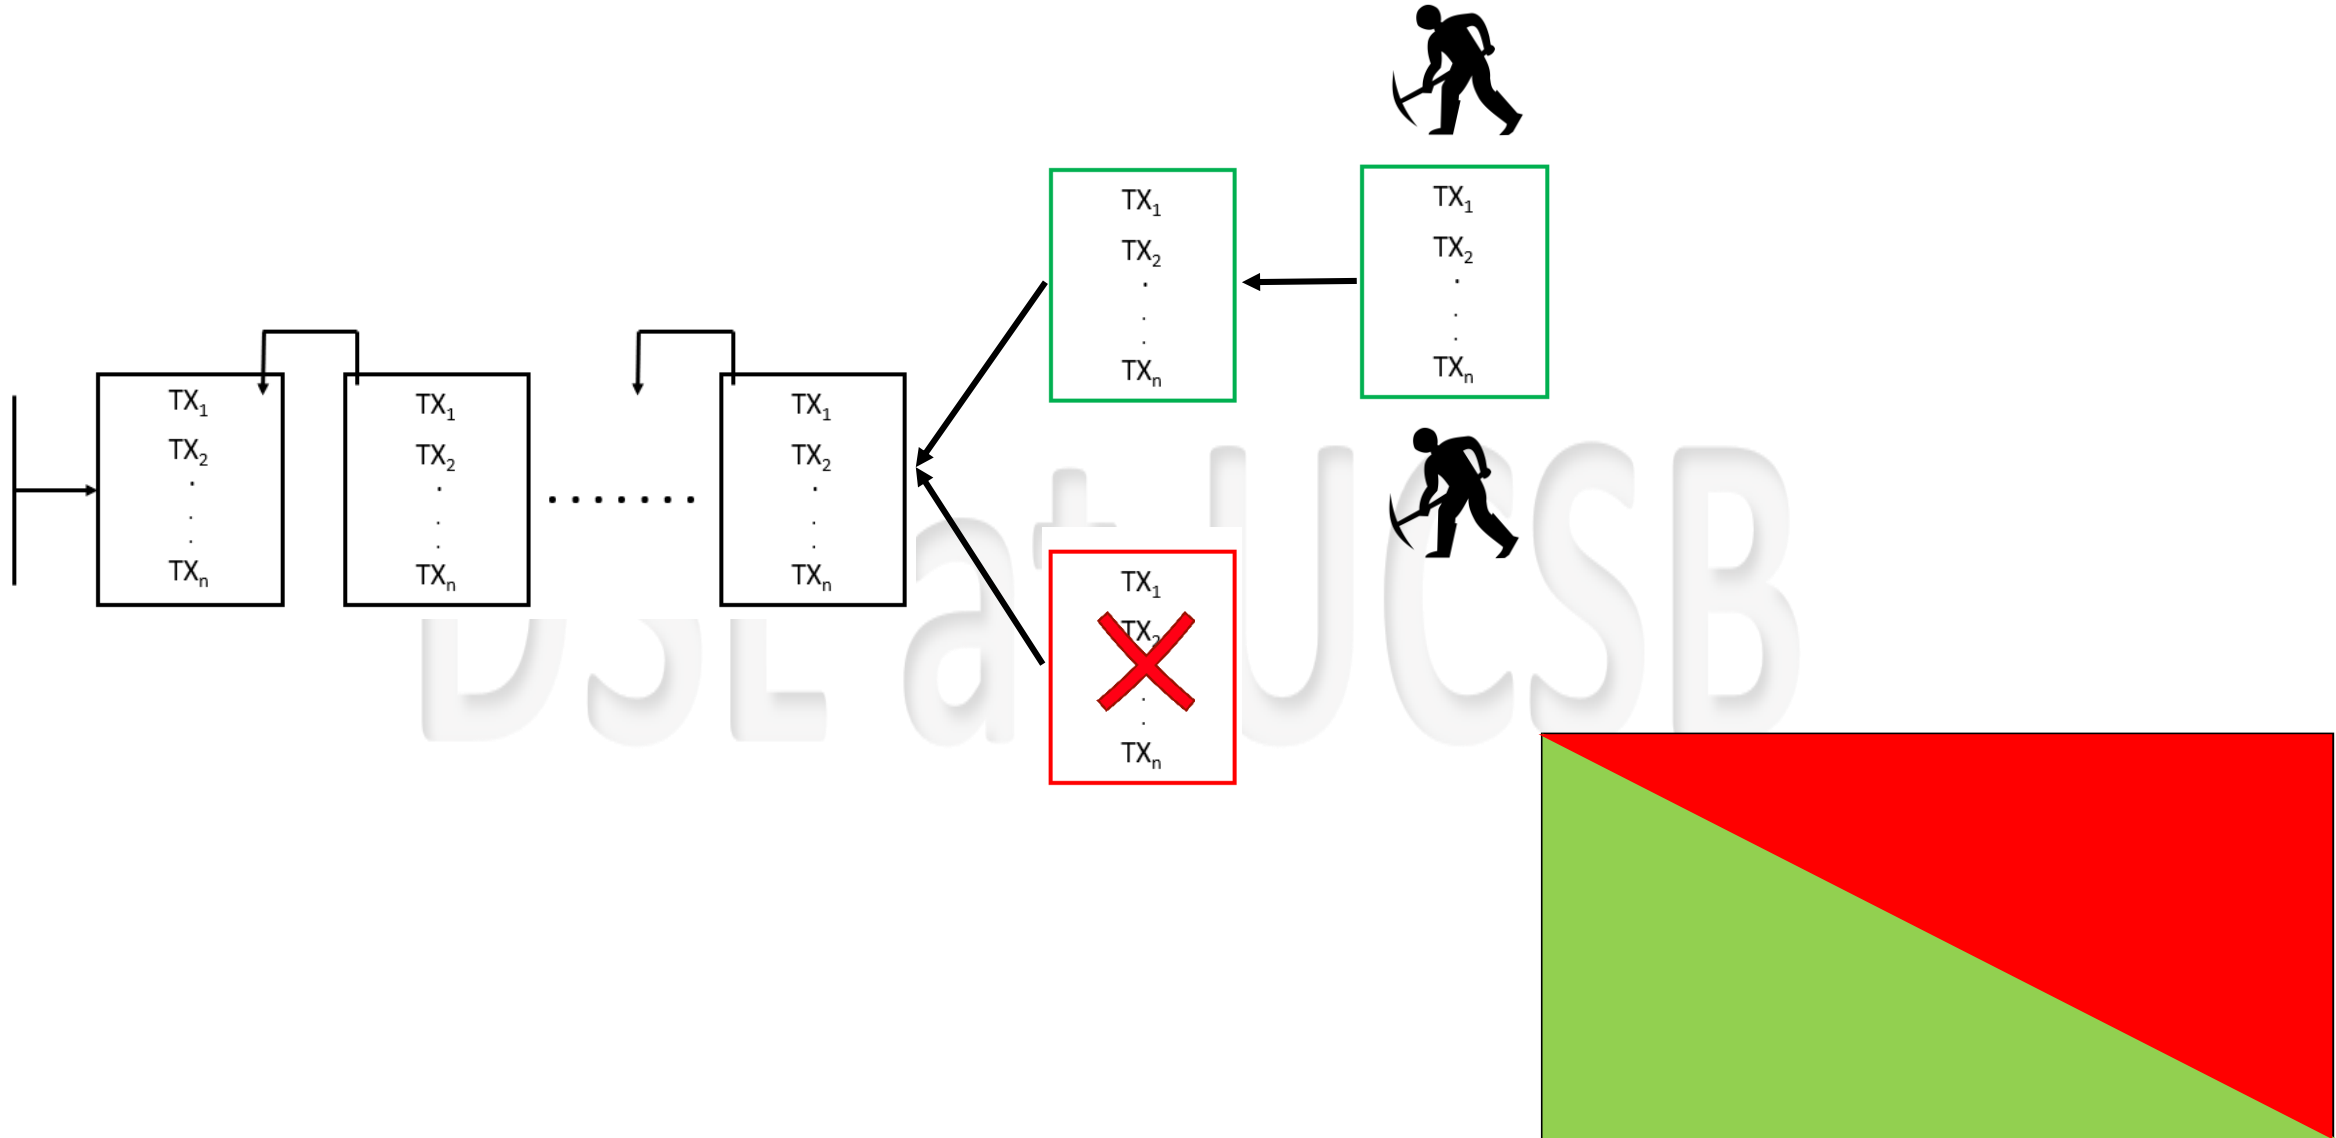 TX1
TX2
.
.
.
TXn
TX1
TX2
.
.
.
TXn
.......
TX1
TX2
.
.
.
TXn
TX1
TX2
.
.
.
TXn
TX1
TX2
.
.
.
TXn
TX1
TX2
.
.
TXn
DSL at UCSB